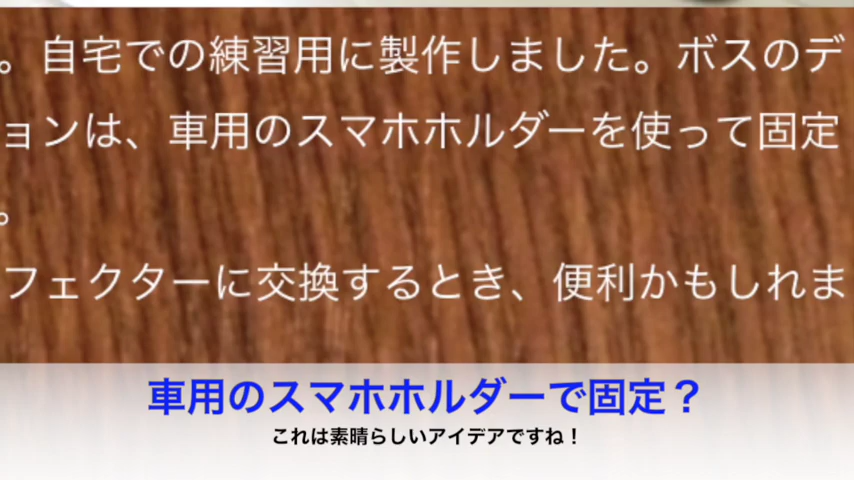 。自宅での練習用に製作しました。ボスのデ
ョンは、車用のスマホホルダーを使って固定
。
フェクターに交換するとき、便利かもしれま
車用のスマホホルダーで固定？
これは素晴らしいアイデアですね！